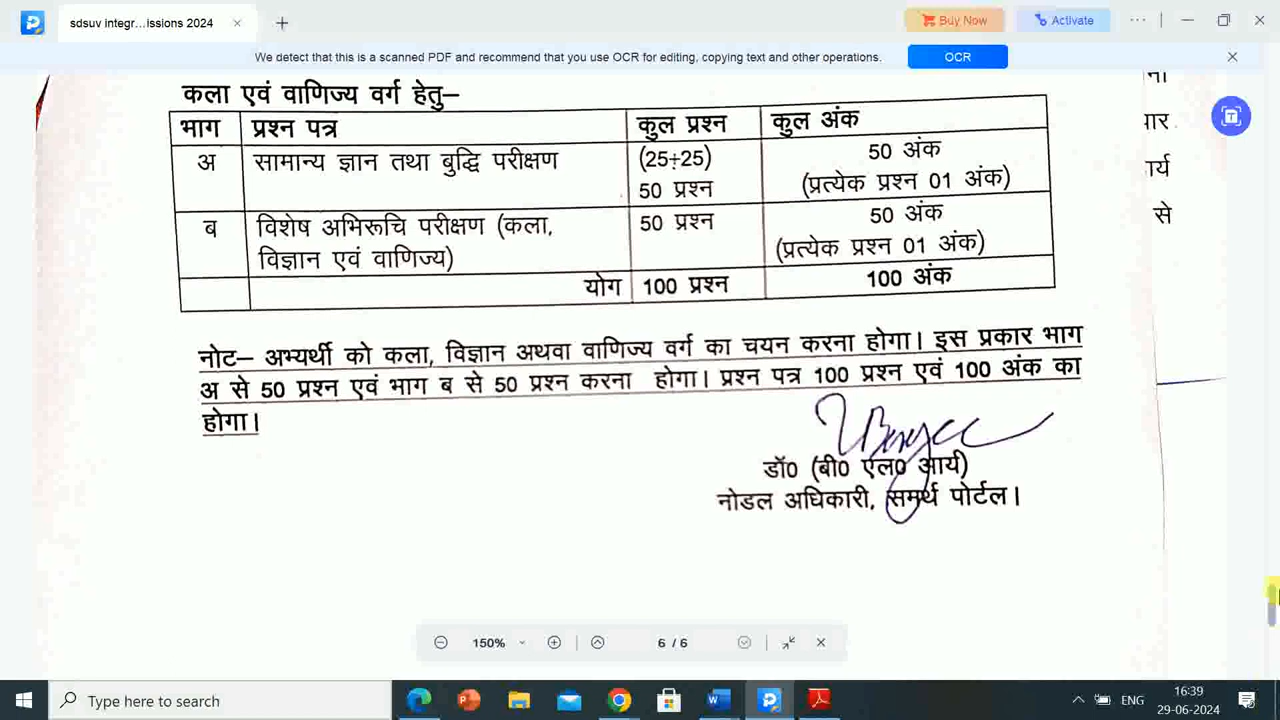 sdsuv integr...issions 2024
Buy Now
Activate
We detect that this is a scanned PDF and recommend that you use OCR for editing, copying text and other operations.
OCR
कला एवं वाणिज्य वर्ग हेतु–
भाग प्रश्न पत्र कुल प्रश्न कुल अंक
अ सामान्य ज्ञान तथा बुद्धि परीक्षण (25÷25) 50 अंक
50 प्रश्न (प्रत्येक प्रश्न 01 अंक)
ब विशेष अभिरूचि परीक्षण (कला, 50 प्रश्न 50 अंक
विज्ञान एवं वाणिज्य) (प्रत्येक प्रश्न 01 अंक)
योग 100 प्रश्न 100 अंक
नोट– अभ्यर्थी को कला, विज्ञान अथवा वाणिज्य वर्ग का चयन करना होगा। इस प्रकार भाग
अ से 50 प्रश्न एवं भाग ब से 50 प्रश्न करना होगा। प्रश्न पत्र 100 प्रश्न एवं 100 अंक का
होगा।
डॉ0 (बी0 एल0 आर्य)
नोडल अधिकारी, समर्थ पोर्टल।
से
150%
6 / 6
Type here to search
ENG
16:39
29-06-2024